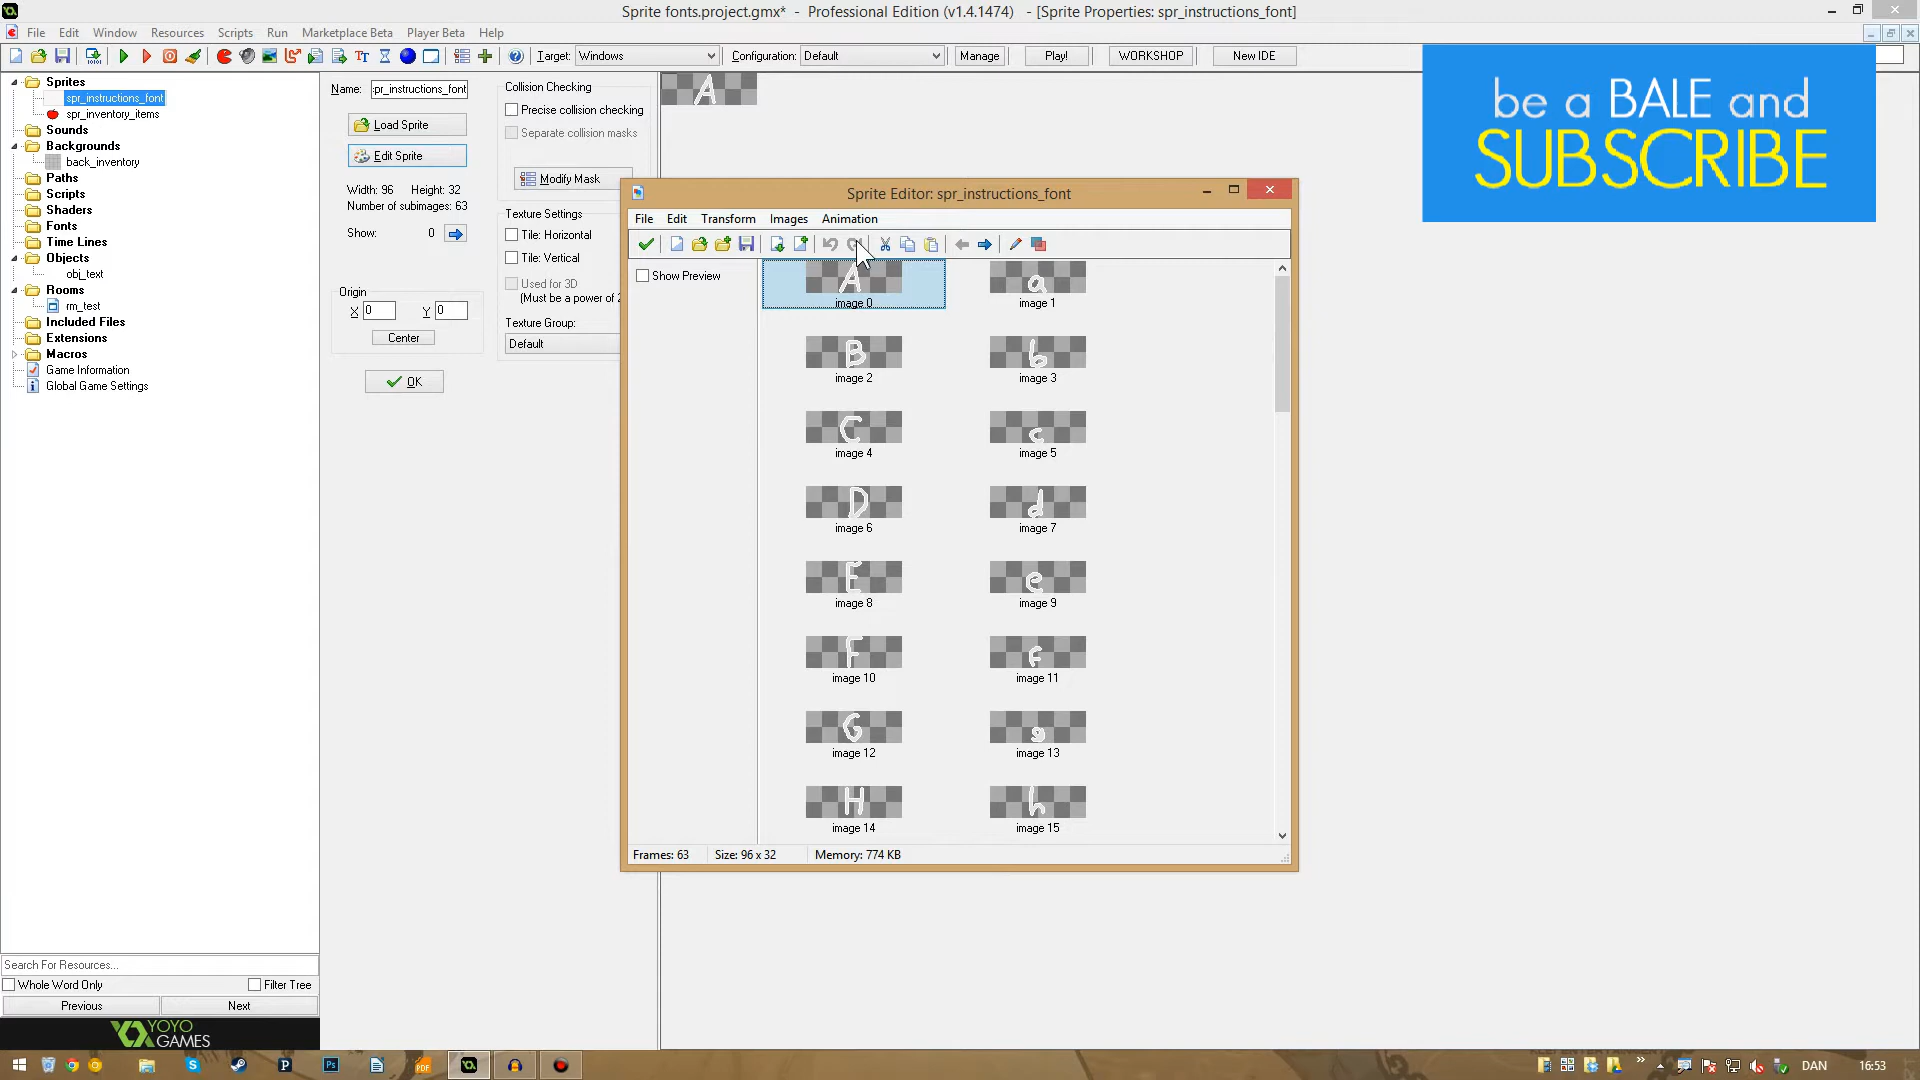 Sprite fonts.project.gmx* - Professional Edition (v1.4.1474) - [Sprite Properties: spr_instructions_font]
File Edit Window Resources Scripts Run Marketplace Beta Player Beta Help
Target: Windows Configuration: Default Manage Play! WORKSHOP New IDE
be a BALE and
SUBSCRIBE
Sprites
spr_instructions_font
spr_inventory_items
Sounds
Backgrounds
back_inventory
Paths
Scripts
Shaders
Fonts
Time Lines
Objects
obj_text
Rooms
rm_test
Included Files
Extensions
Macros
Game Information
Global Game Settings
Search For Resources...
Whole Word Only Filter Tree
Previous Next
YOYO
GAMES
Name: spr_instructions_font
Load Sprite
Edit Sprite
Width: 96 Height: 32
Number of subimages: 63
Show: 0
Origin
X 0 Y 0
Center
OK
Collision Checking
Precise collision checking
Separate collision masks
Modify Mask
Texture Settings
Tile: Horizontal
Tile: Vertical
Used for 3D
(Must be a power of 2
Texture Group:
Default
A
Sprite Editor: spr_instructions_font
File Edit Transform Images Animation
Show Preview
A a
image 0 image 1
B b
image 2 image 3
C c
image 4 image 5
D d
image 6 image 7
E e
image 8 image 9
F f
image 10 image 11
G g
image 12 image 13
H h
image 14 image 15
Frames: 63 Size: 96 x 32 Memory: 774 KB
DAN 16:53